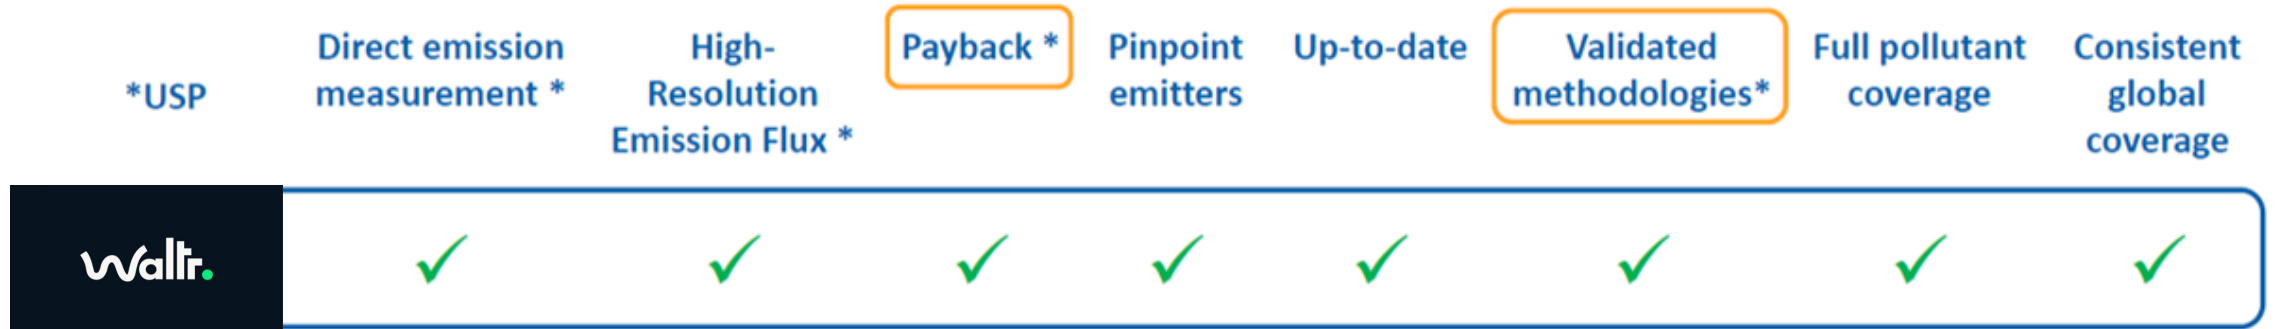 *USP
Direct emission
measurement *
High-
Resolution
Emission Flux *
Payback *
Pinpoint
emitters
Up-to-date
Validated
methodologies*
Full pollutant
coverage
Consistent
global
coverage
waltr.